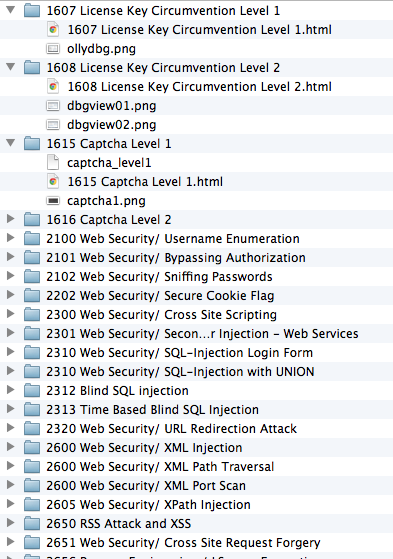 1607 License Key Circumvention Level 1
1607 License Key Circumvention Level 1.html
ollydbg.png
1608 License Key Circumvention Level 2
1608 License Key Circumvention Level 2.html
dbgview01.png
dbgview02.png
1615 Captcha Level 1
captcha_level1
1615 Captcha Level 1.html
captcha1.png
1616 Captcha Level 2
2100 Web Security/ Username Enumeration
2101 Web Security/ Bypassing Authorization
2102 Web Security/ Sniffing Passwords
2202 Web Security/ Secure Cookie Flag
2300 Web Security/ Cross Site Scripting
2301 Web Security/ Secon...r Injection - Web Services
2310 Web Security/ SQL-Injection Login Form
2310 Web Security/ SQL-Injection with UNION
2312 Blind SQL injection
2313 Time Based Blind SQL Injection
2320 Web Security/ URL Redirection Attack
2600 Web Security/ XML Injection
2600 Web Security/ XML Path Traversal
2600 Web Security/ XML Port Scan
2605 Web Security/ XPath Injection
2650 RSS Attack and XSS
2651 Web Security/ Cross Site Request Forgery